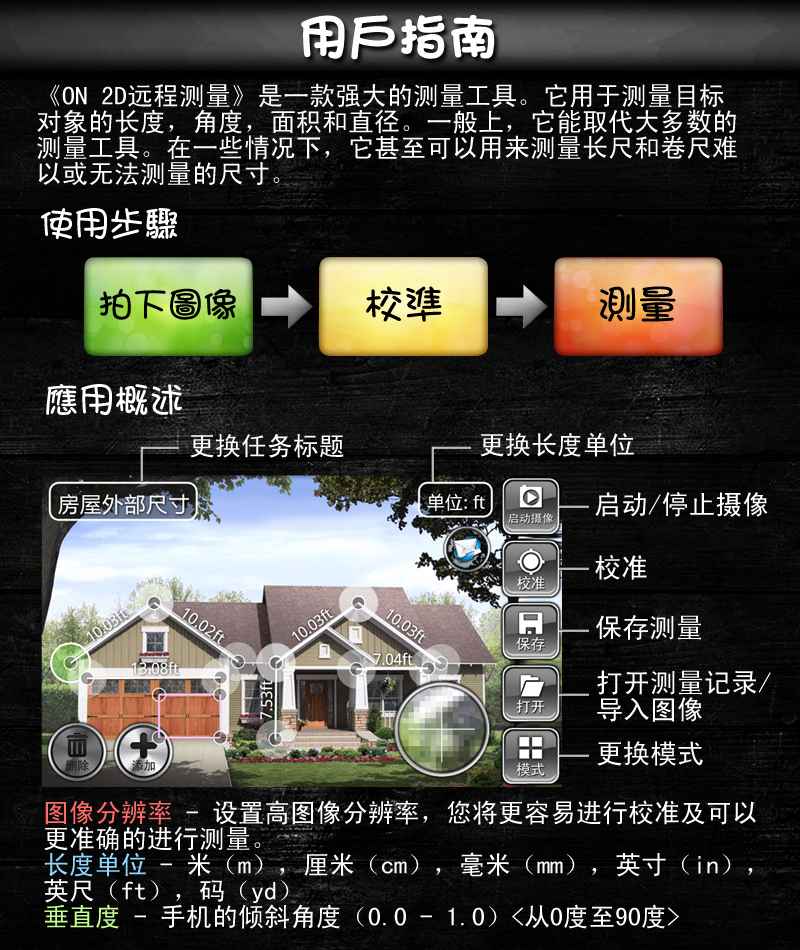 用戶指南
《ON 2D远程测量》是一款强大的测量工具。它用于测量目标
对象的长度，角度，面积和直径。一般上，它能取代大多数的
测量工具。在一些情况下，它甚至可以用来测量长尺和卷尺难
以或无法测量的尺寸。
使用步驟
拍下圖像
校準
測量
應用概述
更换任务标题
更换长度单位
房屋外部尺寸
单位: ft
启动摄像
启动/停止摄像
校准
校准
保存
保存测量
打开
打开测量记录/
导入图像
模式
更换模式
10.03ft
10.02ft
10.03ft
10.03ft
13.08ft
7.04ft
7.53ft
删除
添加
图像分辨率 - 设置高图像分辨率，您将更容易进行校准及可以
更准确的进行测量。
长度单位 - 米（m），厘米（cm），毫米（mm），英寸（in），
英尺（ft），码（yd）
垂直度 - 手机的倾斜角度（0.0 - 1.0）<从0度至90度>